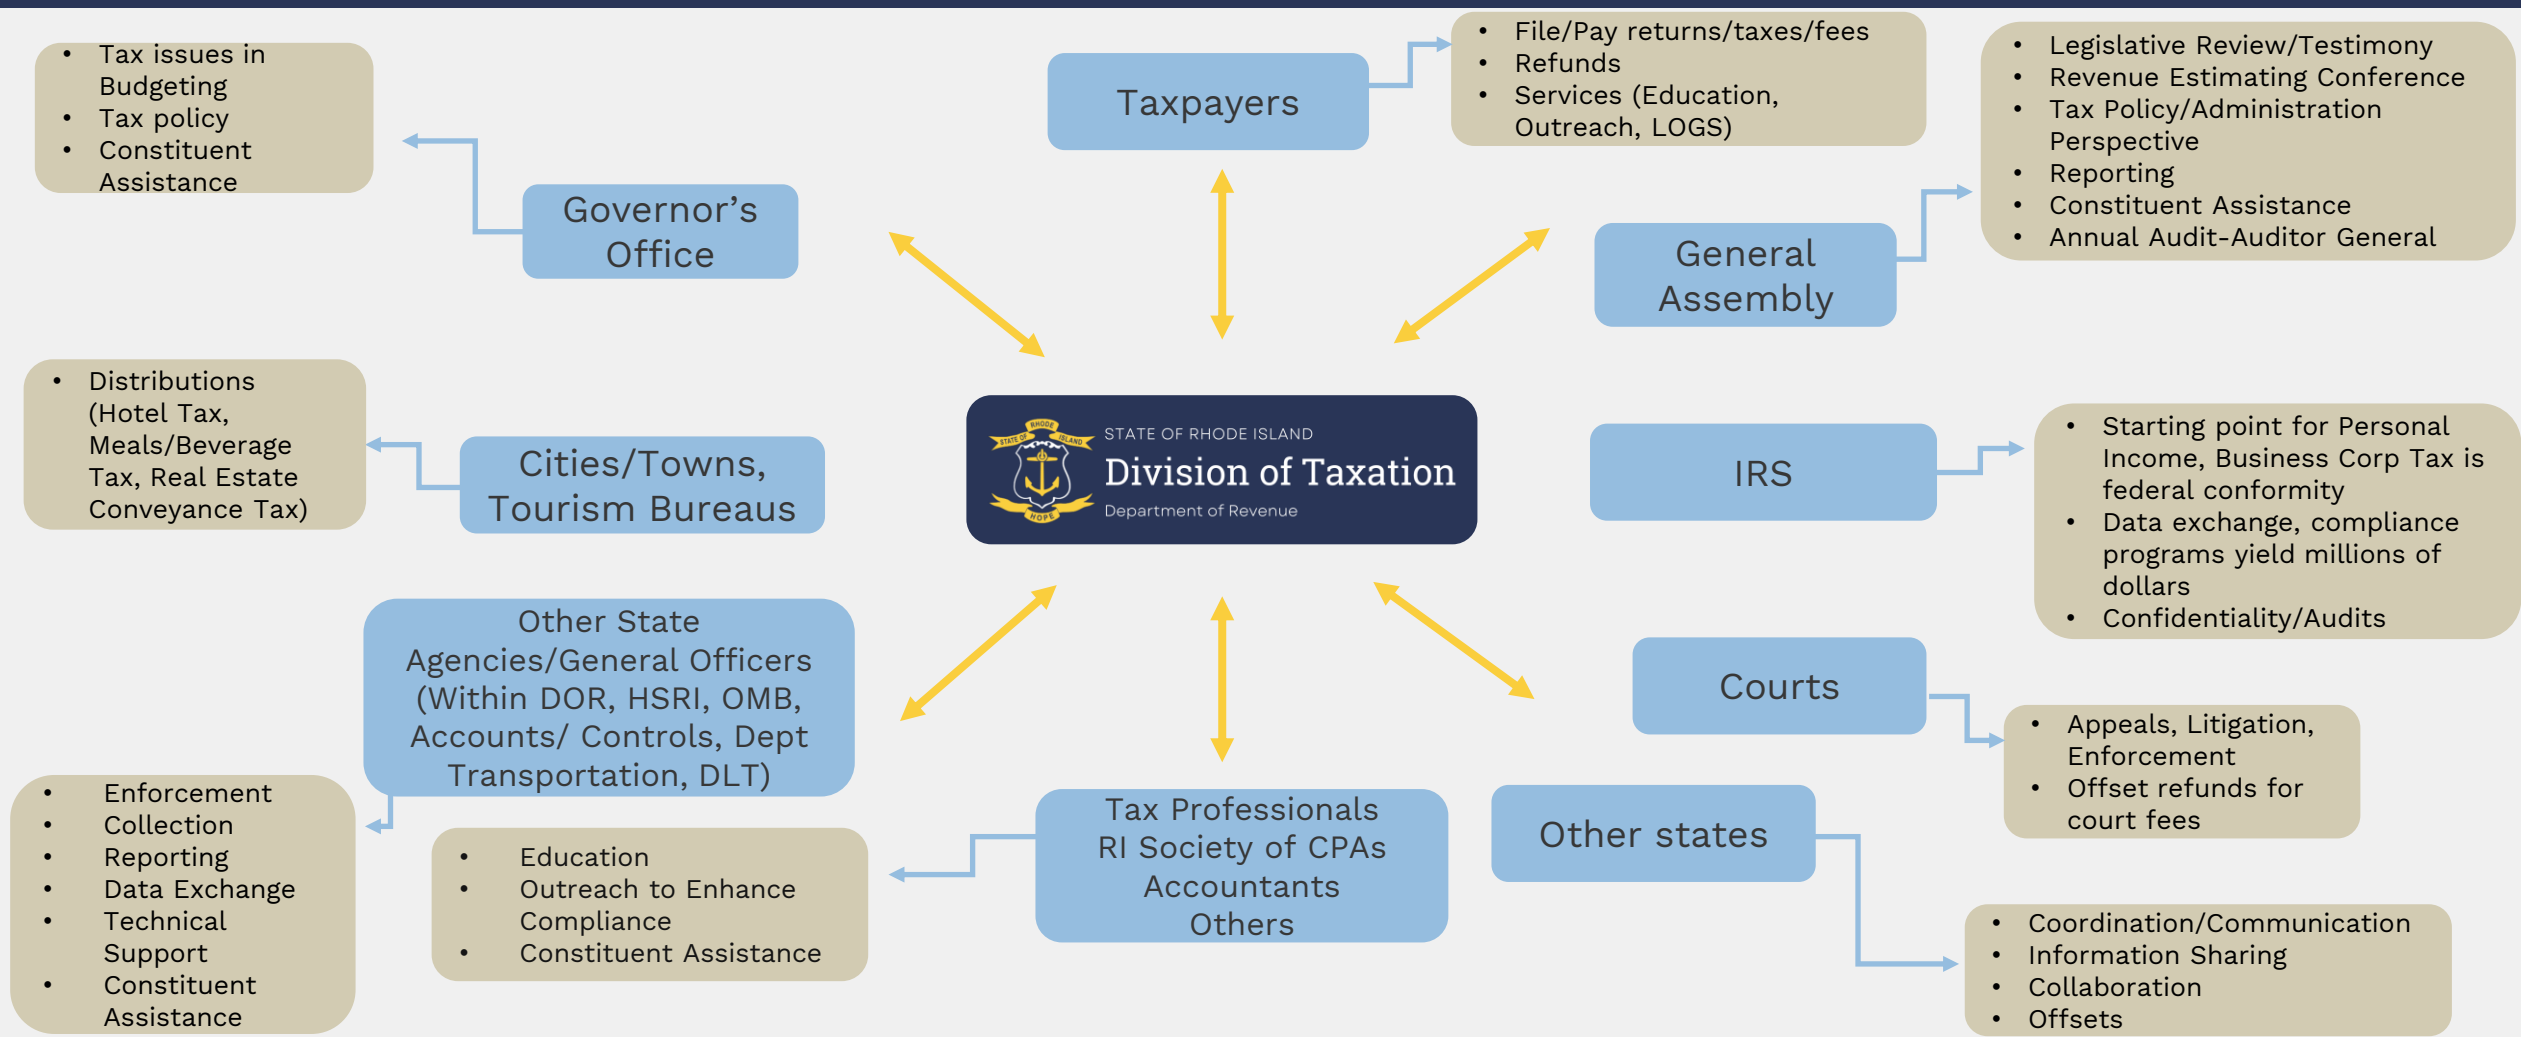 • Tax issues in
Budgeting
• Tax policy
• Constituent
Assistance
Governor's
Office
Taxpayers
• File/Pay returns/taxes/fees
• Refunds
• Services (Education,
Outreach, LOGS)
General
Assembly
• Legislative Review/Testimony
• Revenue Estimating Conference
• Tax Policy/Administration
Perspective
• Reporting
• Constituent Assistance
• Annual Audit-Auditor General
• Distributions
(Hotel Tax,
Meals/Beverage
Tax, Real Estate
Conveyance Tax)
Cities/Towns,
Tourism Bureaus
RHODE
STATE OF
ISLAND
HOPE
STATE OF RHODE ISLAND
Division of Taxation
Department of Revenue
IRS
• Starting point for Personal
Income, Business Corp Tax is
federal conformity
• Data exchange, compliance
programs yield millions of
dollars
• Confidentiality/Audits
Other State
Agencies/General Officers
(Within DOR, HSRI, OMB,
Accounts/ Controls, Dept
Transportation, DLT)
• Enforcement
• Collection
• Reporting
• Data Exchange
• Technical
Support
• Constituent
Assistance
• Education
• Outreach to Enhance
Compliance
• Constituent Assistance
Tax Professionals
RI Society of CPAs
Accountants
Others
Courts
• Appeals, Litigation,
Enforcement
• Offset refunds for
court fees
Other states
• Coordination/Communication
• Information Sharing
• Collaboration
• Offsets